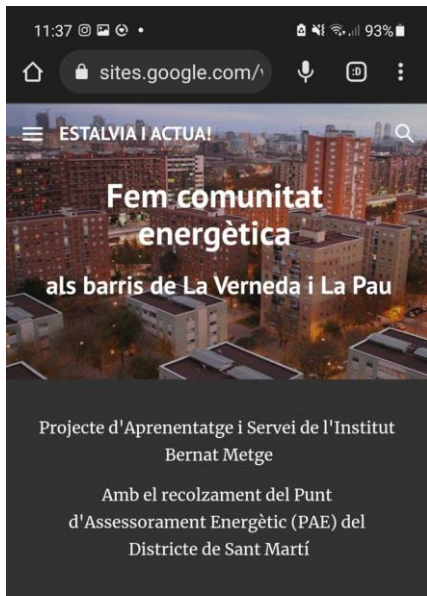 11:37 93%
sites.google.com/
ESTALVIA I ACTUA!
Fem comunitat
energètica
als barris de La Verneda i La Pau
Projecte d'Aprenentatge i Servei de l'Institut
Bernat Metge
Amb el recolzament del Punt
d'Assessorament Energètic (PAE) del
Districte de Sant Martí